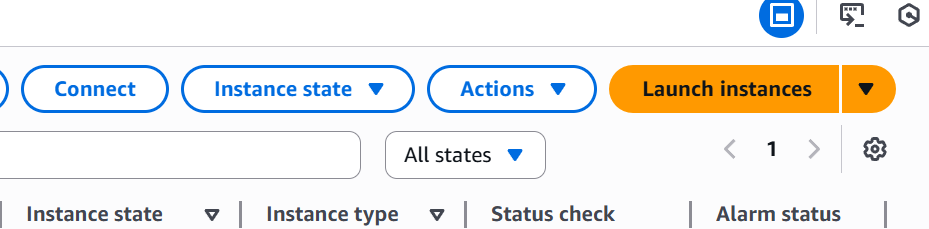 Connect Instance state Actions Launch instances
All states 1
Instance state Instance type Status check Alarm status